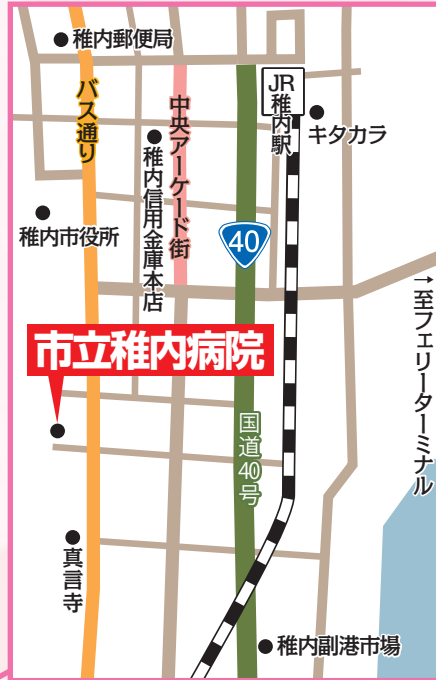 稚内郵便局
バス通り
中央アーケード街
JR
稚内駅
キタカラ
稚内信用金庫本店
稚内市役所
40
↑至フェリーターミナル
市立稚内病院
国道40号
真言寺
稚内副港市場